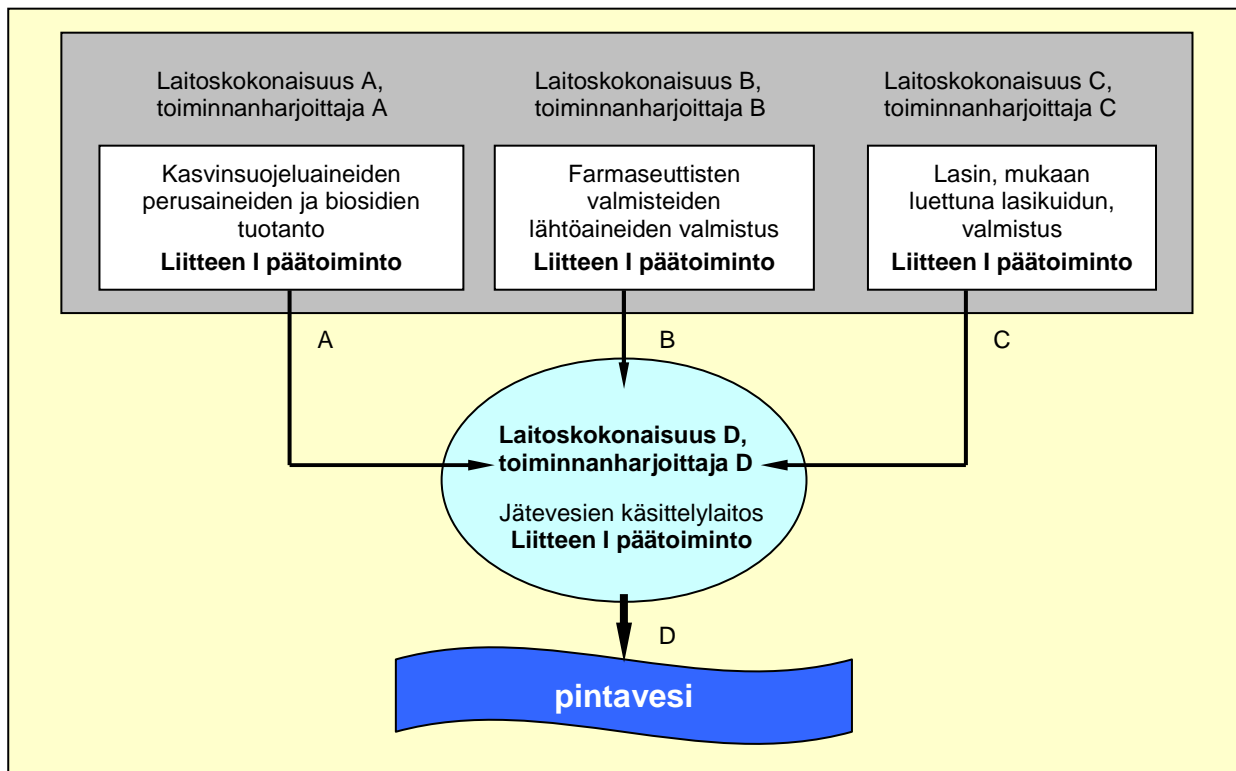 Laitoskokonaisuus A,
toiminnanharjoittaja A
Kasvinsuojeluaineiden
perusaineiden ja biosidien
tuotanto
Liitteen I päätoiminto
Laitoskokonaisuus B,
toiminnanharjoittaja B
Farmaseuttisten
valmisteiden
lähtöaineiden valmistus
Liitteen I päätoiminto
Laitoskokonaisuus C,
toiminnanharjoittaja C
Lasin, mukaan
luettuna lasikuidun,
valmistus
Liitteen I päätoiminto
A
B
C
Laitoskokonaisuus D,
toiminnanharjoittaja D
Jätevesien käsittelylaitos
Liitteen I päätoiminto
D
pintavesi